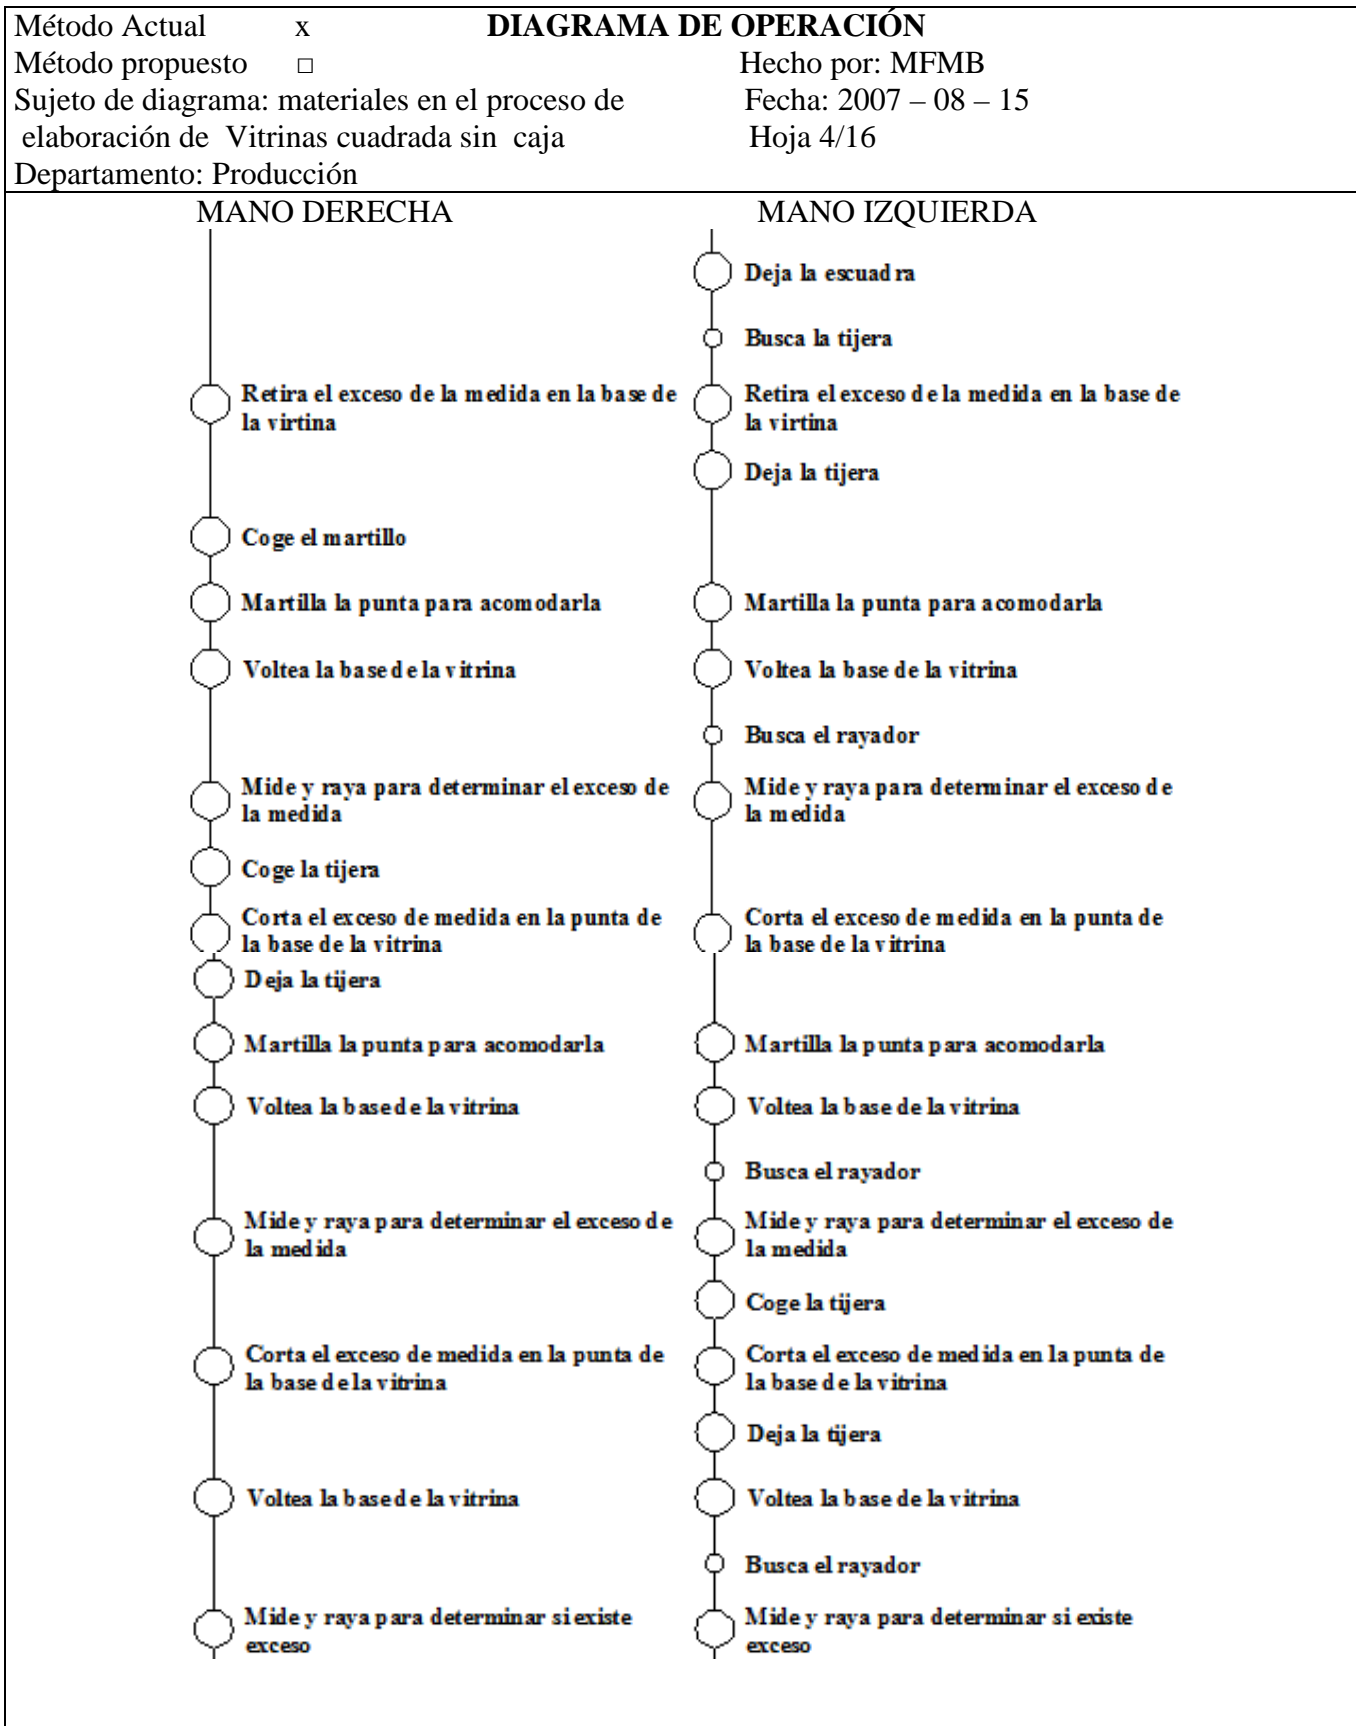 Método Actual x DIAGRAMA DE OPERACIÓN
Método propuesto □ Hecho por: MFMB
Sujeto de diagrama: materiales en el proceso de Fecha: 2007 – 08 – 15
elaboración de Vitrinas cuadrada sin caja Hoja 4/16
Departamento: Producción
MANO DERECHA MANO IZQUIERDA
Deja la escuadra
Busca la tijera
Retira el exceso de la medida en la base de
la virtina
Retira el exceso de la medida en la base de
la virtina
Deja la tijera
Coge el martillo
Martilla la punta para acomodarla
Martilla la punta para acomodarla
Voltea la base de la vitrina
Voltea la base de la vitrina
Busca el rayador
Mide y raya para determinar el exceso de
la medida
Mide y raya para determinar el exceso de
la medida
Coge la tijera
Corta el exceso de medida en la punta de
la base de la vitrina
Corta el exceso de medida en la punta de
la base de la vitrina
Deja la tijera
Martilla la punta para acomodarla
Martilla la punta para acomodarla
Voltea la base de la vitrina
Voltea la base de la vitrina
Busca el rayador
Mide y raya para determinar el exceso de
la medida
Mide y raya para determinar el exceso de
la medida
Coge la tijera
Corta el exceso de medida en la punta de
la base de la vitrina
Corta el exceso de medida en la punta de
la base de la vitrina
Deja la tijera
Voltea la base de la vitrina
Voltea la base de la vitrina
Busca el rayador
Mide y raya para determinar si existe
exceso
Mide y raya para determinar si existe
exceso